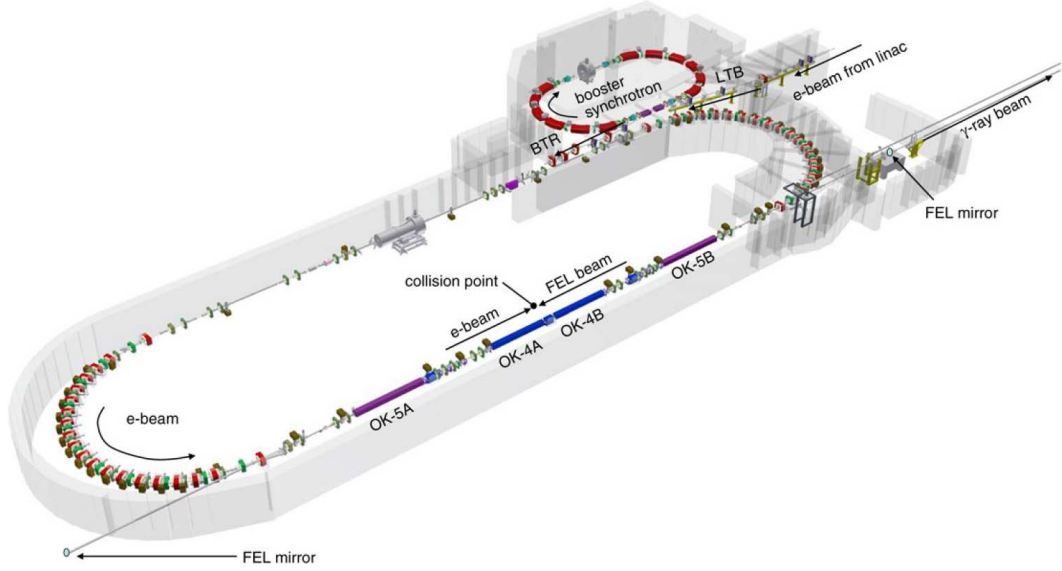 LTB
e-beam from linac
booster
synchrotron
BTR
γ-ray beam
FEL mirror
OK-5B
FEL beam
collision point
e-beam
OK-4B
OK-4A
OK-5A
e-beam
FEL mirror